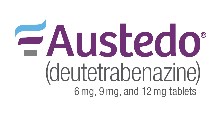 Austedo®
(deutetrabenazine)
6 mg, 9 mg, and 12 mg tablets